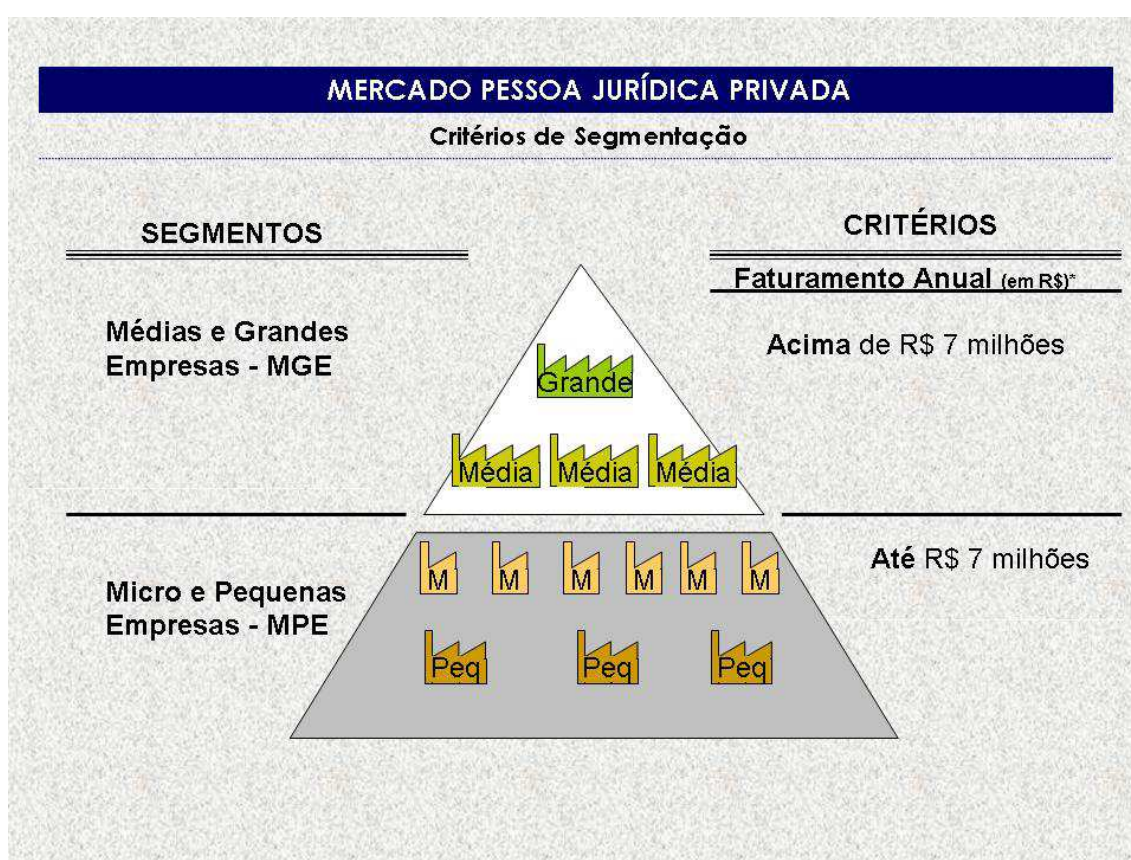 MERCADO PESSOA JURÍDICA PRIVADA
Critérios de Segmentação
SEGMENTOS
CRITÉRIOS
Faturamento Anual (em R$)*
Médias e Grandes
Empresas - MGE
Acima de R$ 7 milhões
Grande
Média Média Média
Micro e Pequenas
Empresas - MPE
Até R$ 7 milhões
M M M M M M
Peq Peq Peq